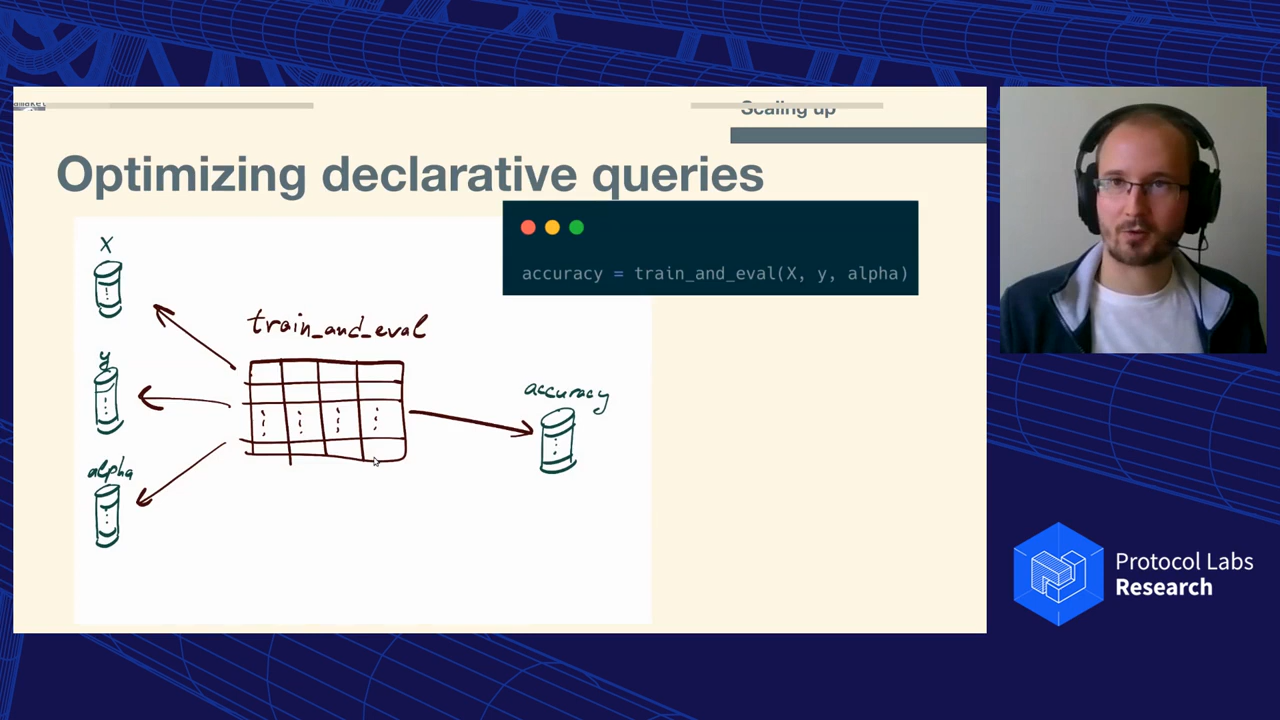 Scaling up
Optimizing declarative queries
accuracy = train_and_eval(X, y, alpha)
X
train_and_eval
y
accuracy
alpha
Protocol Labs
Research